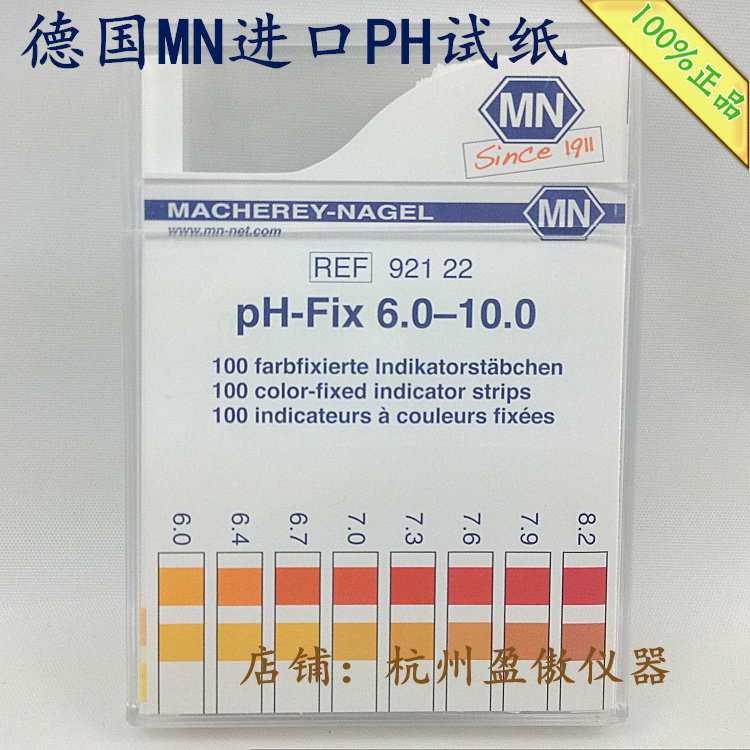 德国MN进口PH试纸
100%正品
MN
Since 1911
MACHEREY-NAGEL
MN
www.mn-net.com
REF 921 22
pH-Fix 6.0–10.0
100 farbfixierte Indikatorstäbchen
100 color-fixed indicator strips
100 indicateurs à couleurs fixées
6.0 6.4 6.7 7.0 7.3 7.6 7.9 8.2
店铺：杭州盈傲仪器